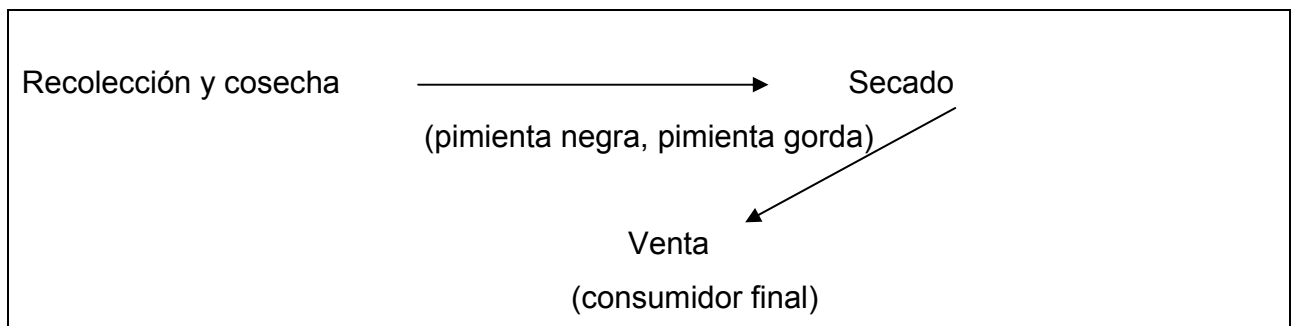 Recolección y cosecha Secado
(pimienta negra, pimienta gorda)
Venta
(consumidor final)